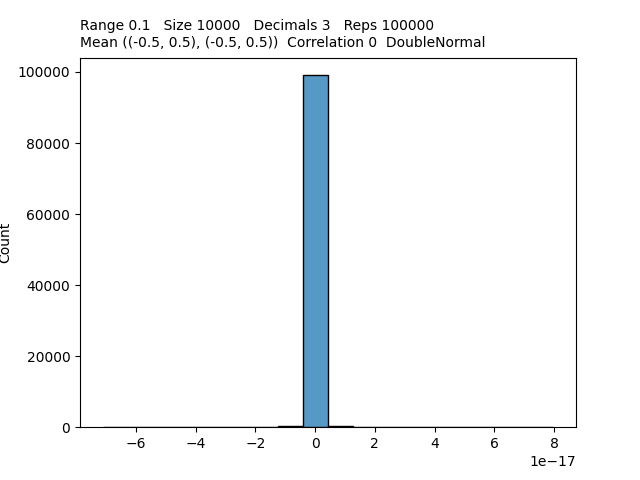 Range 0.1   Size 10000   Decimals 3   Reps 100000
Mean ((-0.5, 0.5), (-0.5, 0.5))  Correlation 0  DoubleNormal
100000
80000
60000
40000
20000
0
Count
−6 −4 −2 0 2 4 6 8
1e−17